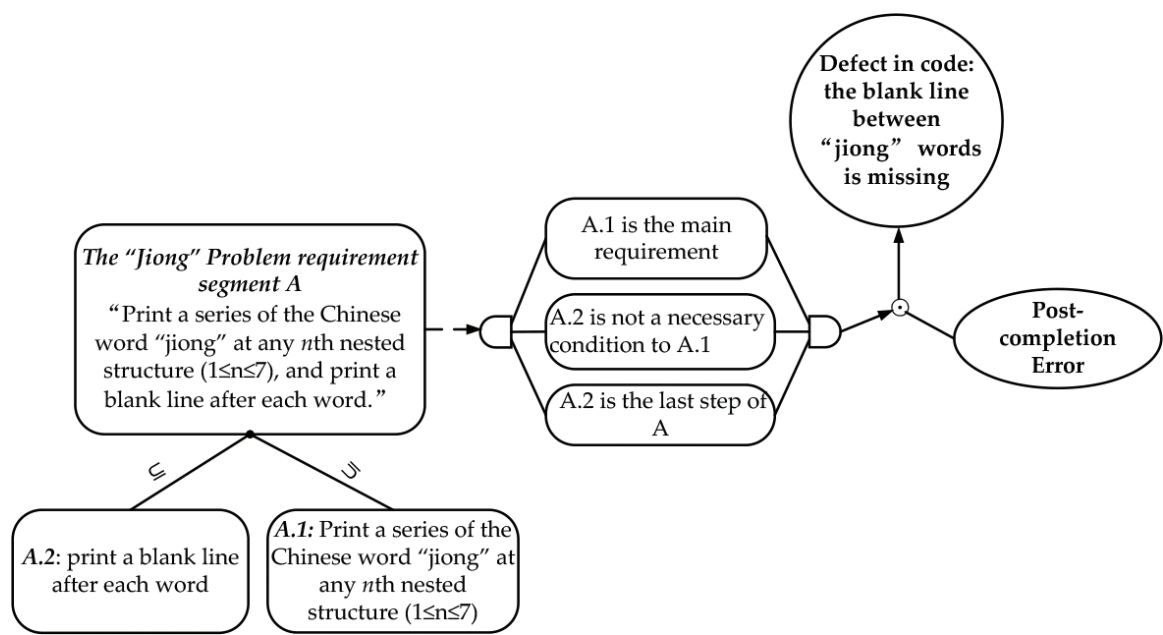 Defect in code:
the blank line
between
“jiong” words
is missing
The “Jiong” Problem requirement
segment A
“Print a series of the Chinese
word “jiong” at any nth nested
structure (1≤n≤7), and print a
blank line after each word.”
A.1 is the main
requirement
A.2 is not a necessary
condition to A.1
A.2 is the last step of
A
Post-
completion
Error
⊆
⊇
A.2: print a blank line
after each word
A.1: Print a series of the
Chinese word “jiong” at
any nth nested
structure (1≤n≤7)